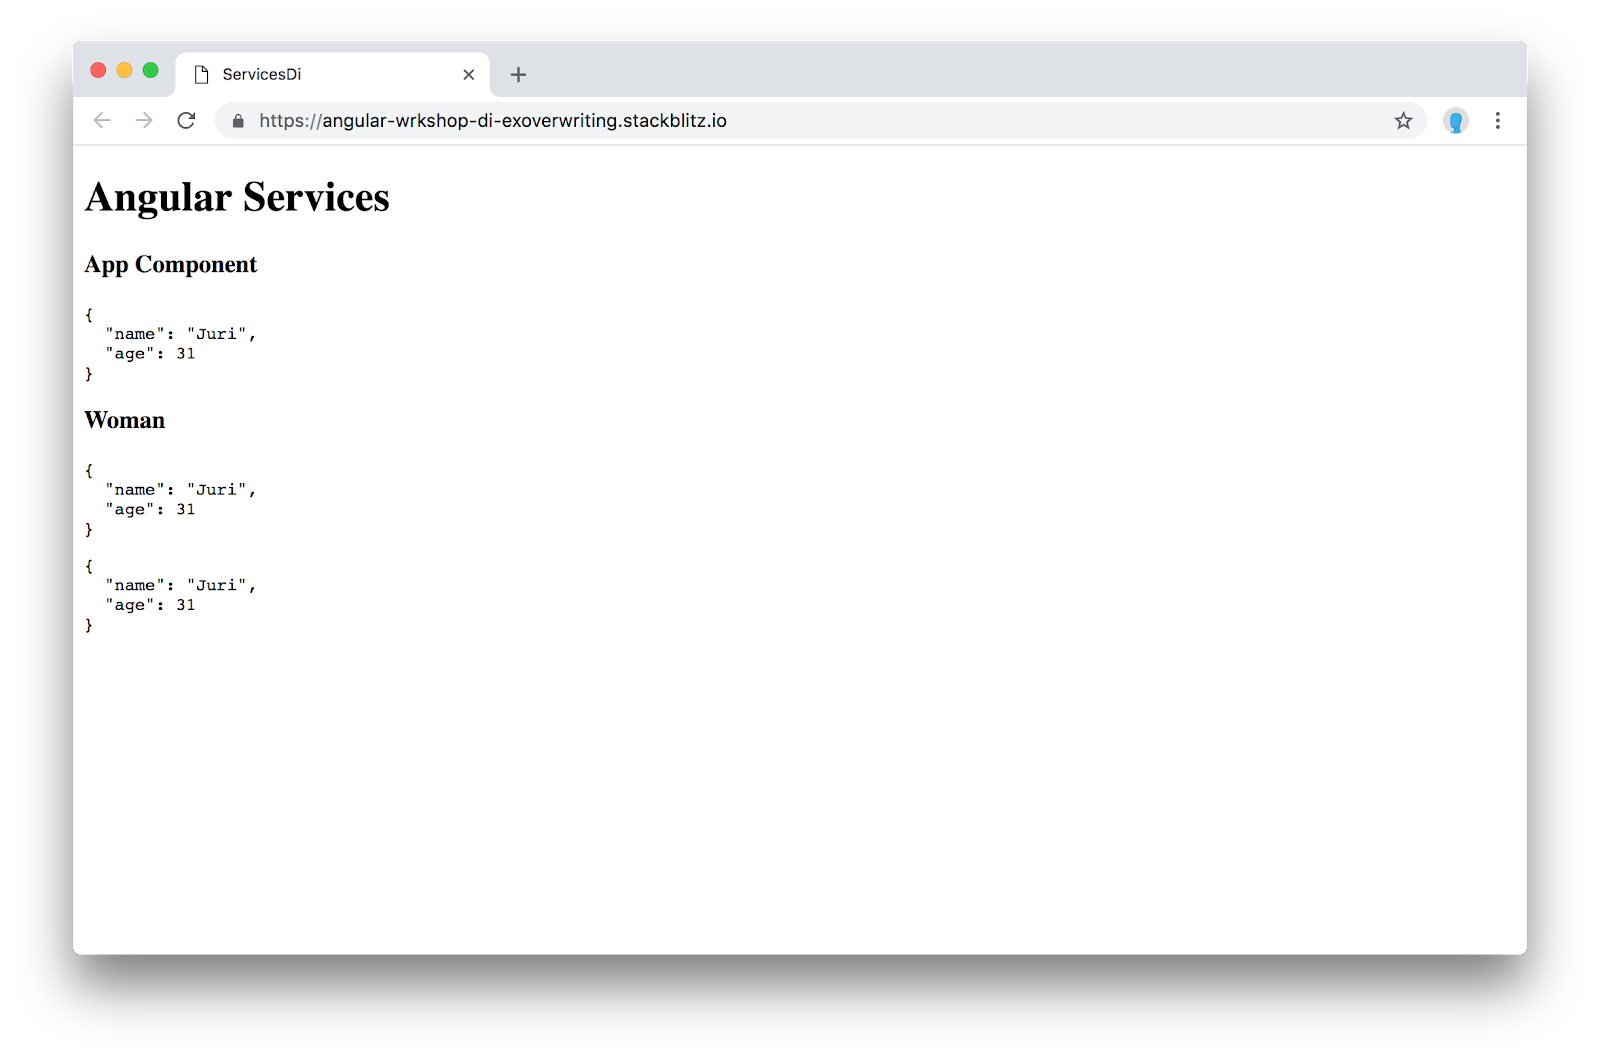 ServicesDi
https://angular-wrkshop-di-exoverwriting.stackblitz.io
Angular Services
App Component
{
  "name": "Juri",
  "age": 31
}
Woman
{
  "name": "Juri",
  "age": 31
}
{
  "name": "Juri",
  "age": 31
}